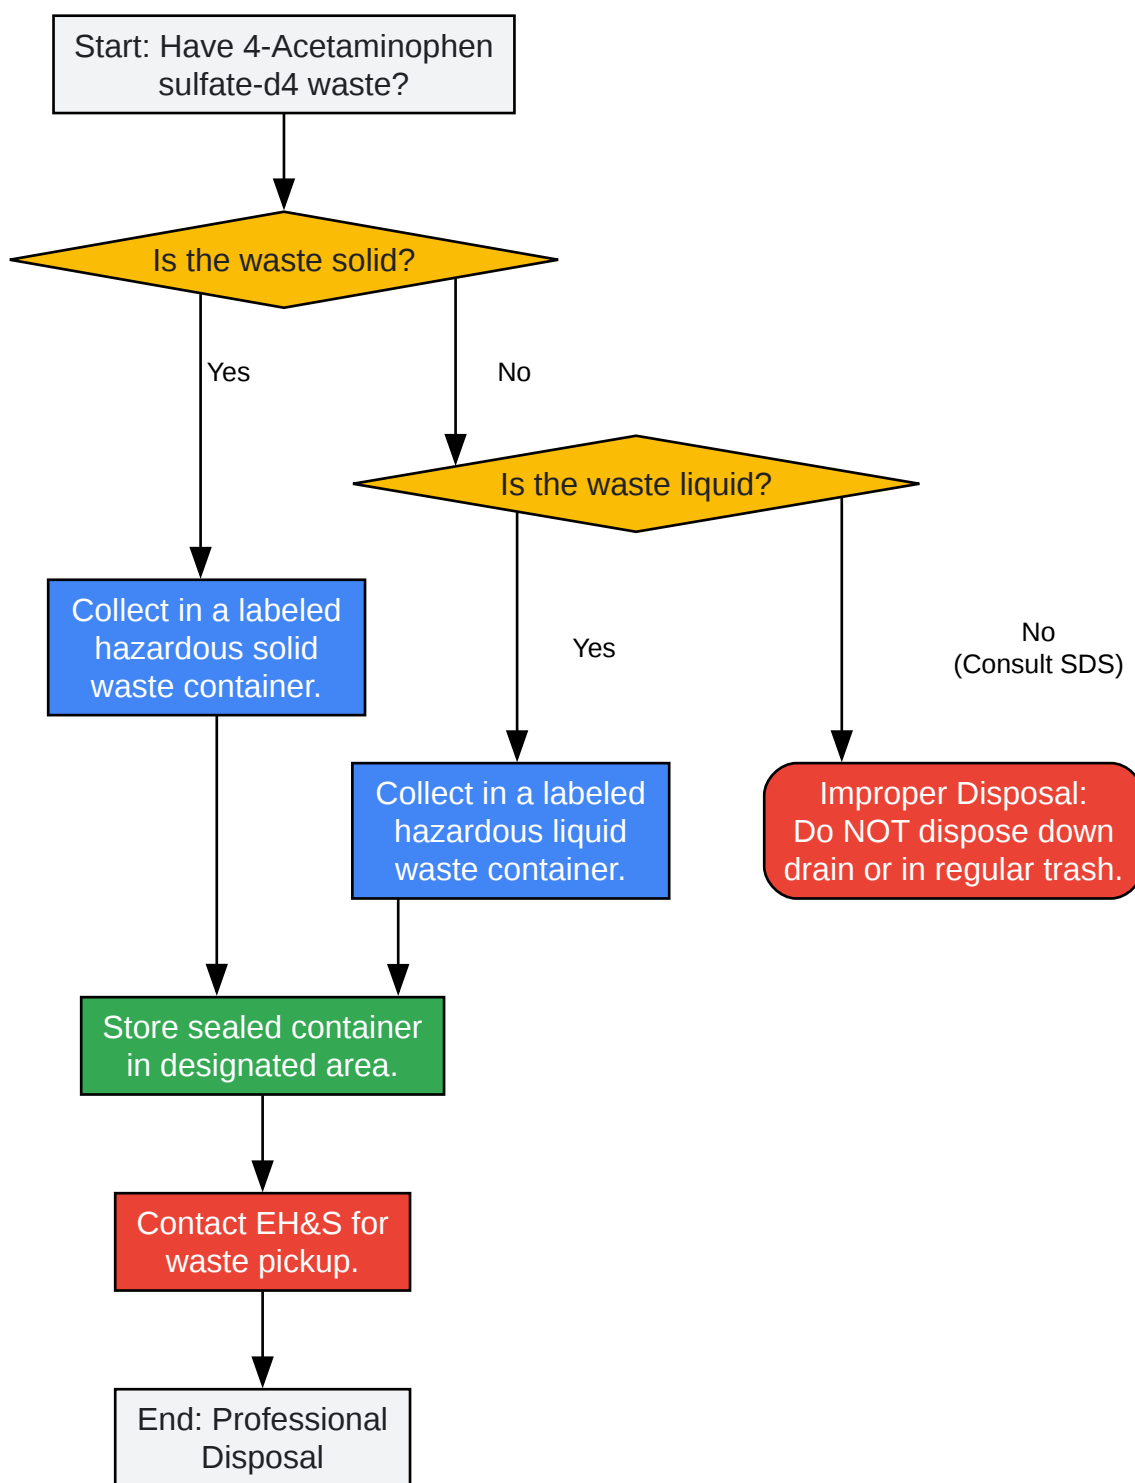 Start: Have 4-Acetaminophen
sulfate-d4 waste?
Is the waste solid?
Yes
No
Is the waste liquid?
Collect in a labeled
hazardous solid
waste container.
Yes
No
(Consult SDS)
Collect in a labeled
hazardous liquid
waste container.
Improper Disposal:
Do NOT dispose down
drain or in regular trash.
Store sealed container
in designated area.
Contact EH&S for
waste pickup.
End: Professional
Disposal